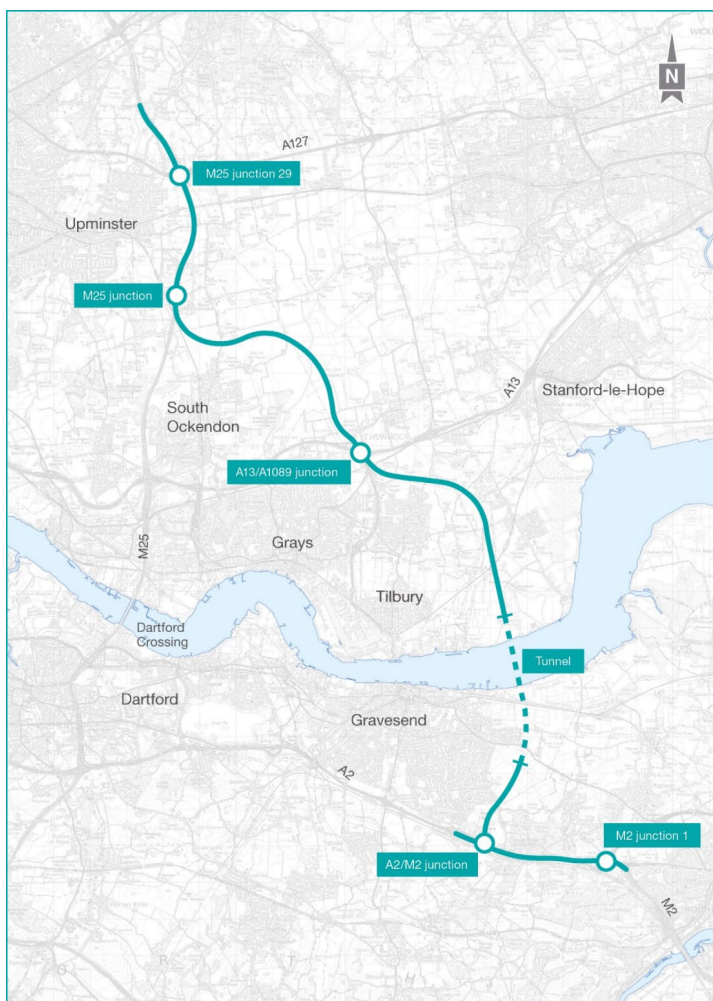 N
A127
M25 junction 29
Upminster
M25 junction
A13
Stanford-le-Hope
South
Ockendon
A13/A1089 junction
M25
Grays
Tilbury
Dartford
Crossing
Tunnel
Dartford
Gravesend
A2
M2 junction 1
A2/M2 junction
M2